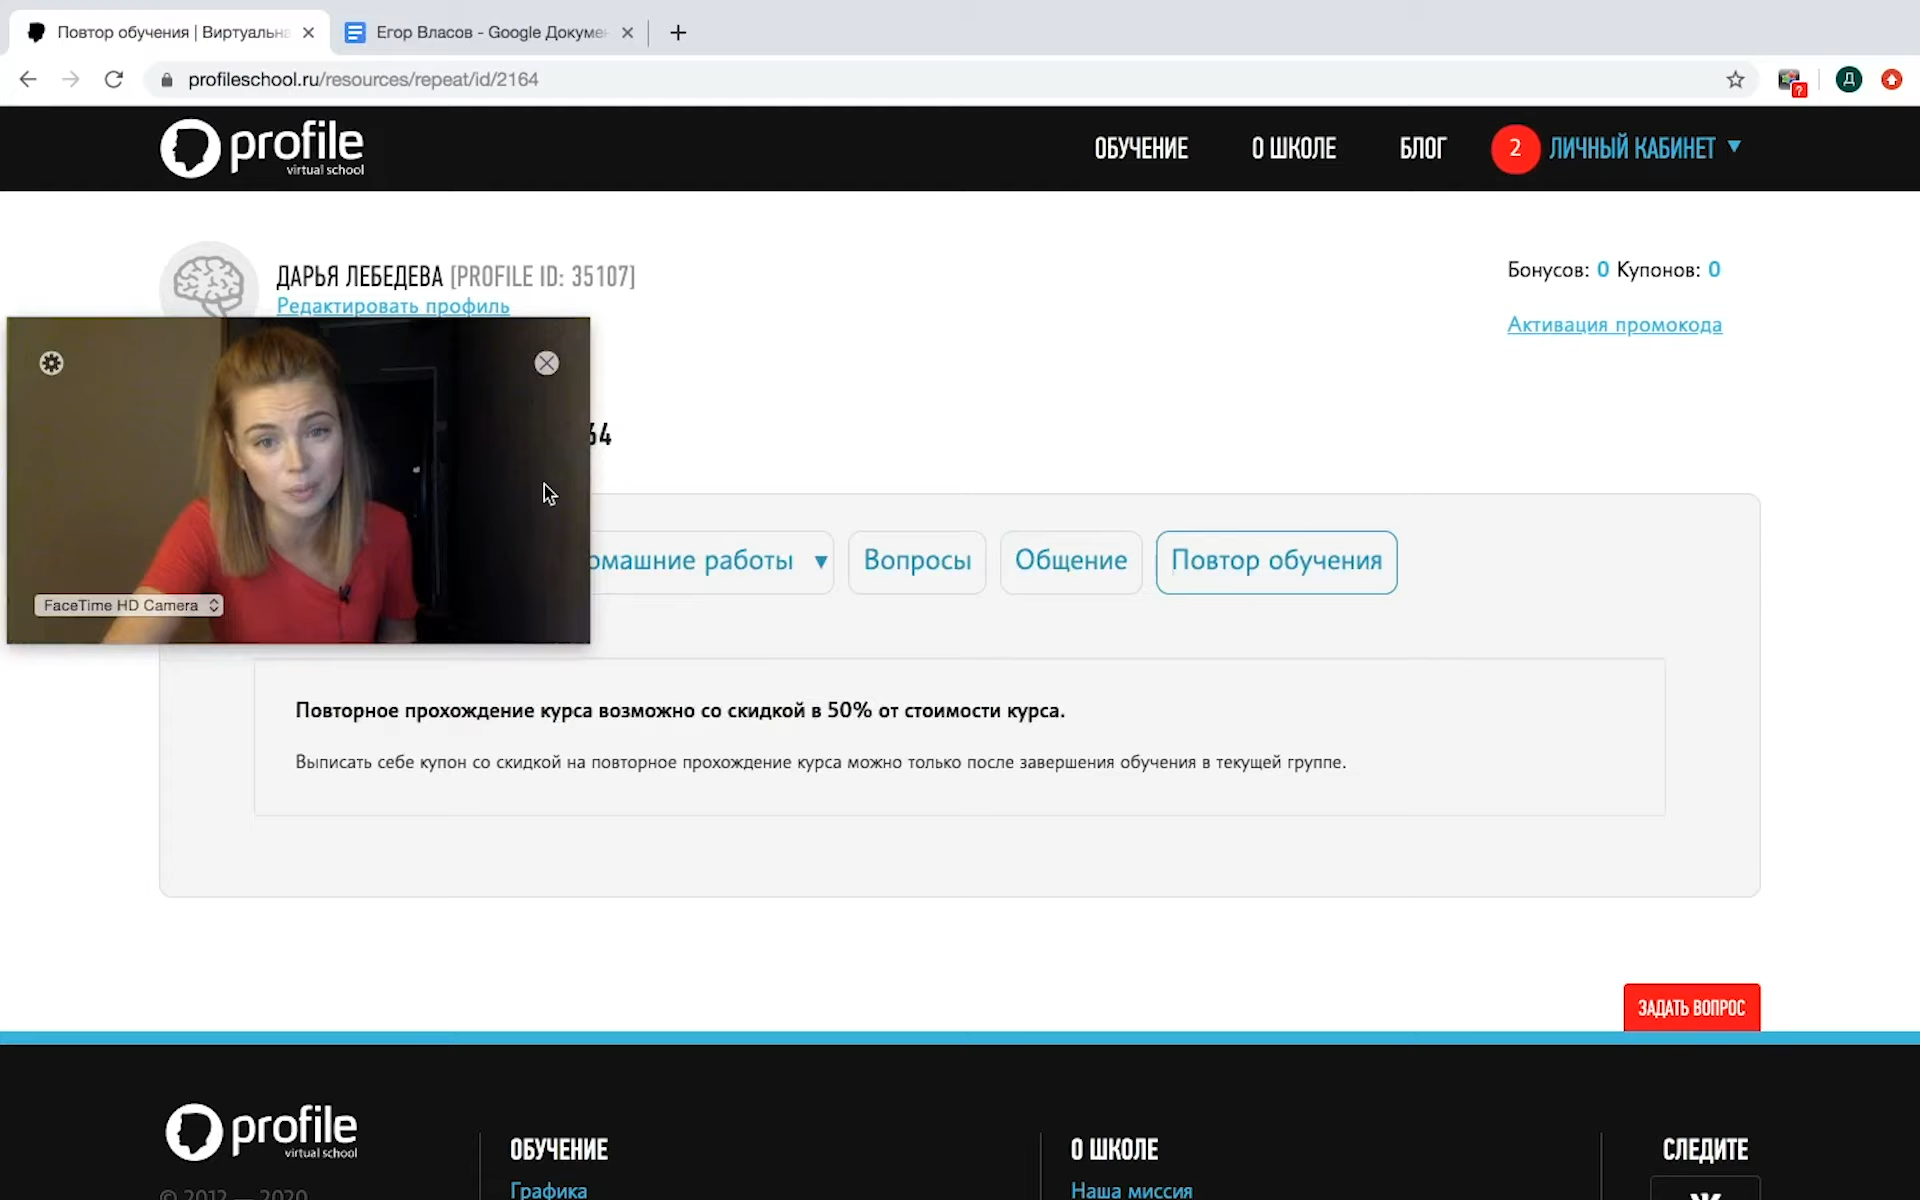 Повтор обучения | Виртуальна
Егор Власов - Google Докуме
profileschool.ru/resources/repeat/id/2164
profile
virtual school
ОБУЧЕНИЕ
О ШКОЛЕ
БЛОГ
2
ЛИЧНЫЙ КАБИНЕТ
Д
?
ДАРЬЯ ЛЕБЕДЕВА [PROFILE ID: 35107]
Редактировать профиль
Бонусов: 0 Купонов: 0
Активация промокода
64
FaceTime HD Camera
омашние работы
Вопросы
Общение
Повтор обучения
Повторное прохождение курса возможно со скидкой в 50% от стоимости курса.
Выписать себе купон со скидкой на повторное прохождение курса можно только после завершения обучения в текущей группе.
ЗАДАТЬ ВОПРОС
profile
virtual school
© 2012 — 2020
ОБУЧЕНИЕ
Графика
О ШКОЛЕ
Наша миссия
СЛЕДИТЕ